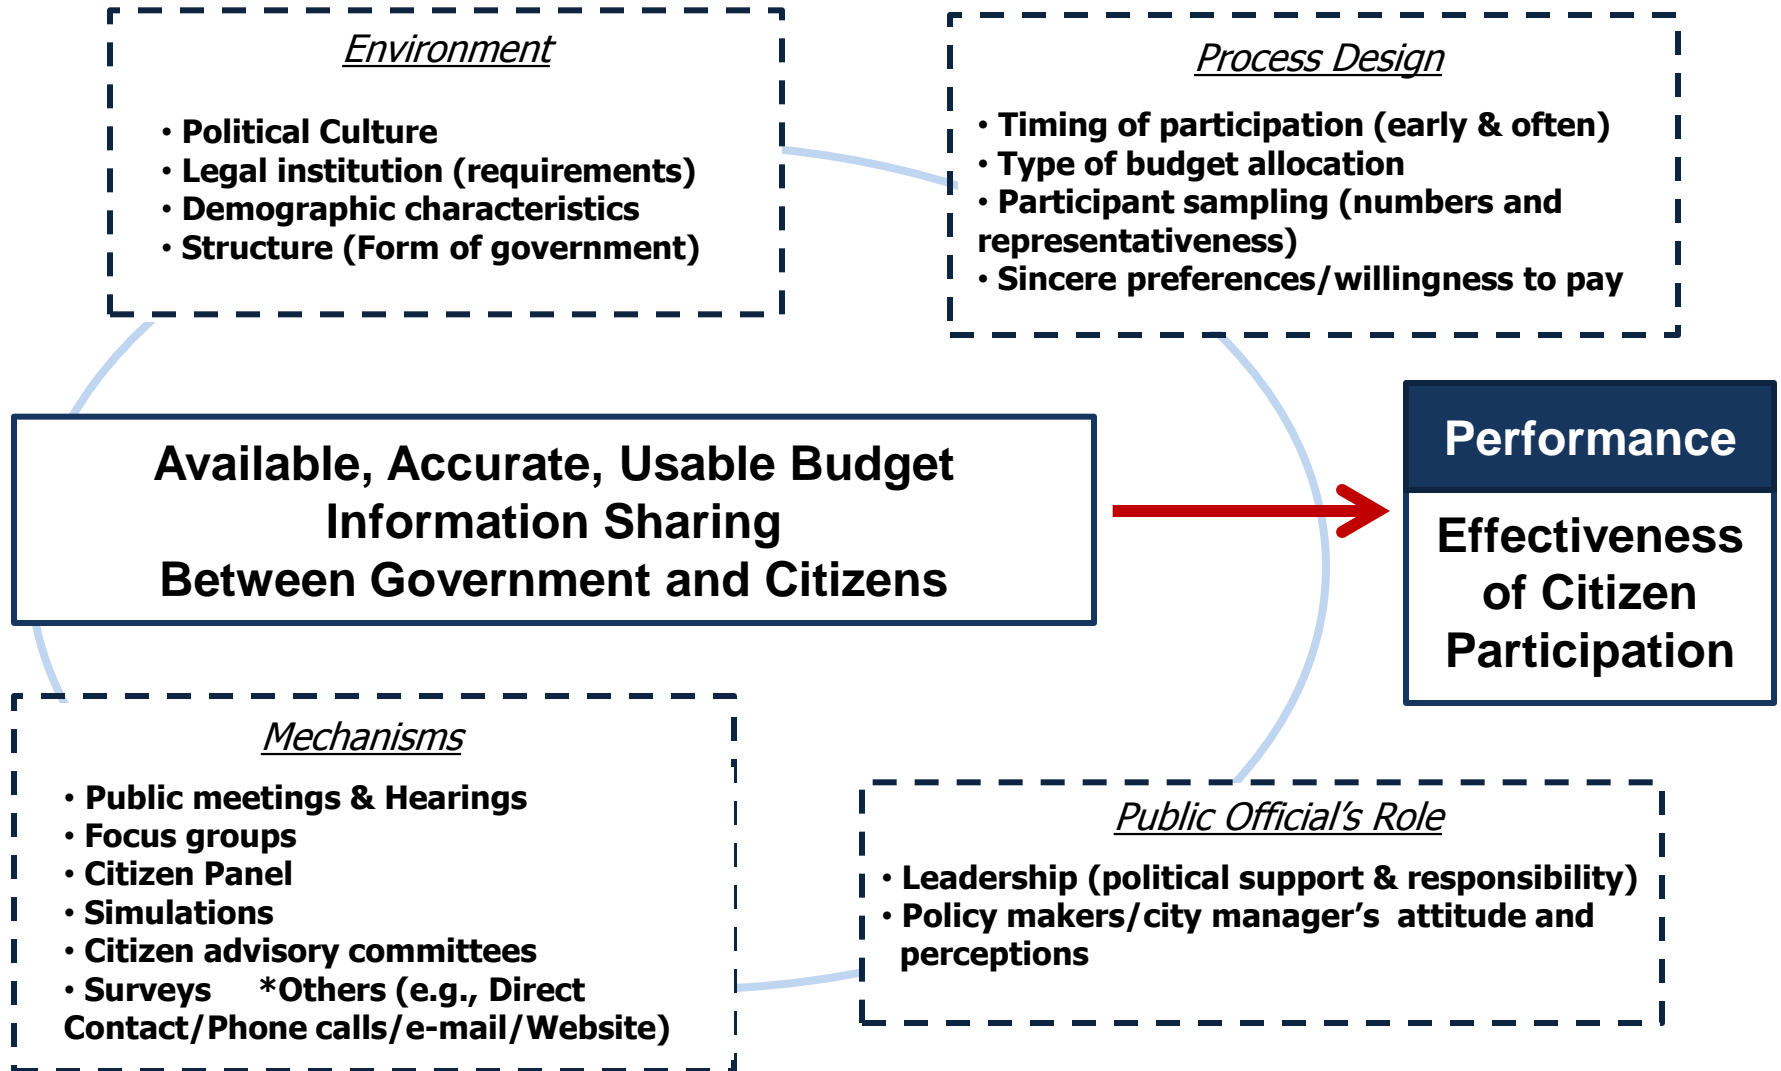 Environment
• Political Culture
• Legal institution (requirements)
• Demographic characteristics
• Structure (Form of government)
Process Design
• Timing of participation (early & often)
• Type of budget allocation
• Participant sampling (numbers and
representativeness)
• Sincere preferences/willingness to pay
Available, Accurate, Usable Budget
Information Sharing
Between Government and Citizens
Performance
Effectiveness
of Citizen
Participation
Mechanisms
• Public meetings & Hearings
• Focus groups
• Citizen Panel
• Simulations
• Citizen advisory committees
• Surveys *Others (e.g., Direct
Contact/Phone calls/e-mail/Website)
Public Official’s Role
• Leadership (political support & responsibility)
• Policy makers/city manager’s attitude and
perceptions